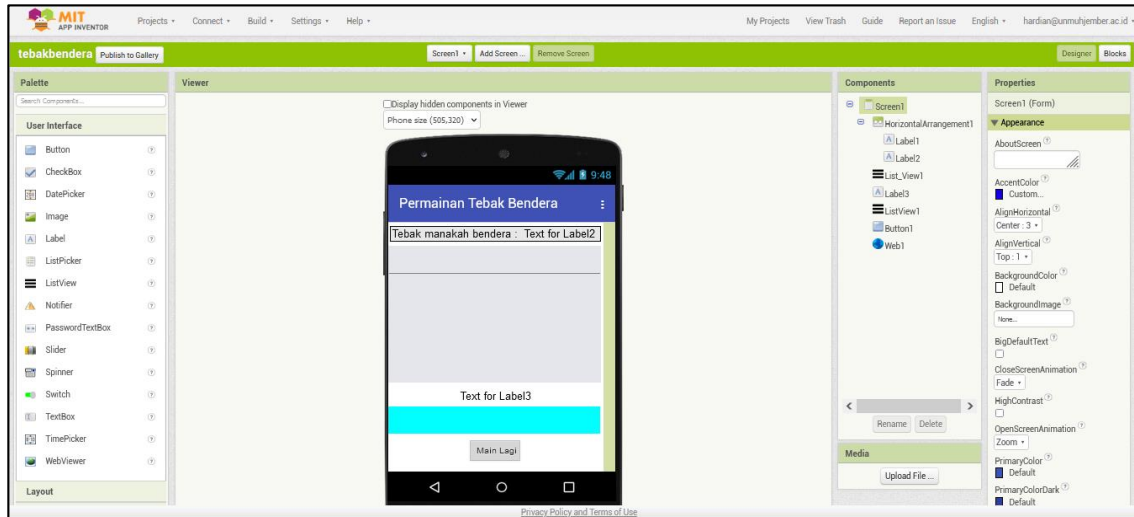 MIT
APP INVENTOR
Projects Connect Build Settings Help
My Projects View Trash Guide Report an Issue English hardian@unmuhjember.ac.id
tebakbendera Publish to Gallery
Screen1 Add Screen ... Remove Screen
Designer Blocks
Palette
Search Components...
User Interface
Button
CheckBox
DatePicker
Image
Label
ListPicker
ListView
Notifier
PasswordTextBox
Slider
Spinner
Switch
TextBox
TimePicker
WebViewer
Layout
Viewer
Display hidden components in Viewer
Phone size (505,320)
9:48
Permainan Tebak Bendera
Tebak manakah bendera : Text for Label2
Text for Label3
Main Lagi
Components
Screen1
HorizontalArrangement1
Label1
Label2
List_View1
Label3
ListView1
Button1
Web1
Rename Delete
Media
Upload File ...
Properties
Screen1 (Form)
Appearance
AboutScreen
AccentColor
Custom...
AlignHorizontal
Center : 3
AlignVertical
Top : 1
BackgroundColor
Default
BackgroundImage
None...
BigDefaultText
CloseScreenAnimation
Fade
HighContrast
OpenScreenAnimation
Zoom
PrimaryColor
Default
PrimaryColorDark
Default
Privacy Policy and Terms of Use